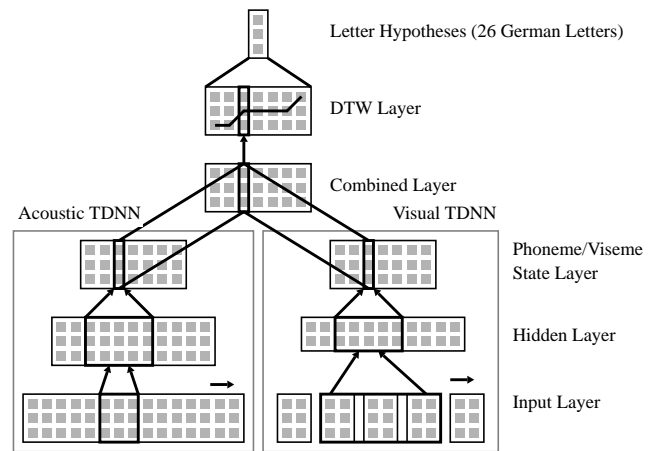 Letter Hypotheses (26 German Letters)
DTW Layer
Combined Layer
Acoustic TDNN
Visual TDNN
Phoneme/Viseme
State Layer
Hidden Layer
Input Layer